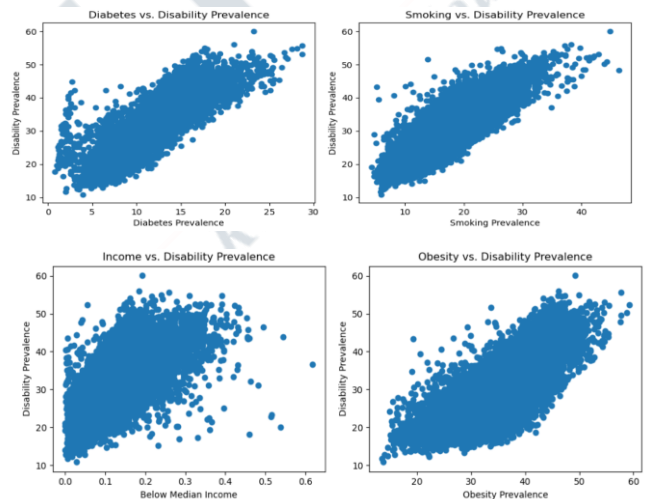 Diabetes vs. Disability Prevalence
60
50
40
30
20
10
Disability Prevalence
0 5 10 15 20 25 30
Diabetes Prevalence
Smoking vs. Disability Prevalence
60
50
40
30
20
10
Disability Prevalence
10 20 30 40
Smoking Prevalence
Income vs. Disability Prevalence
60
50
40
30
20
10
Disability Prevalence
0.0 0.1 0.2 0.3 0.4 0.5 0.6
Below Median Income
Obesity vs. Disability Prevalence
60
50
40
30
20
10
Disability Prevalence
20 30 40 50 60
Obesity Prevalence